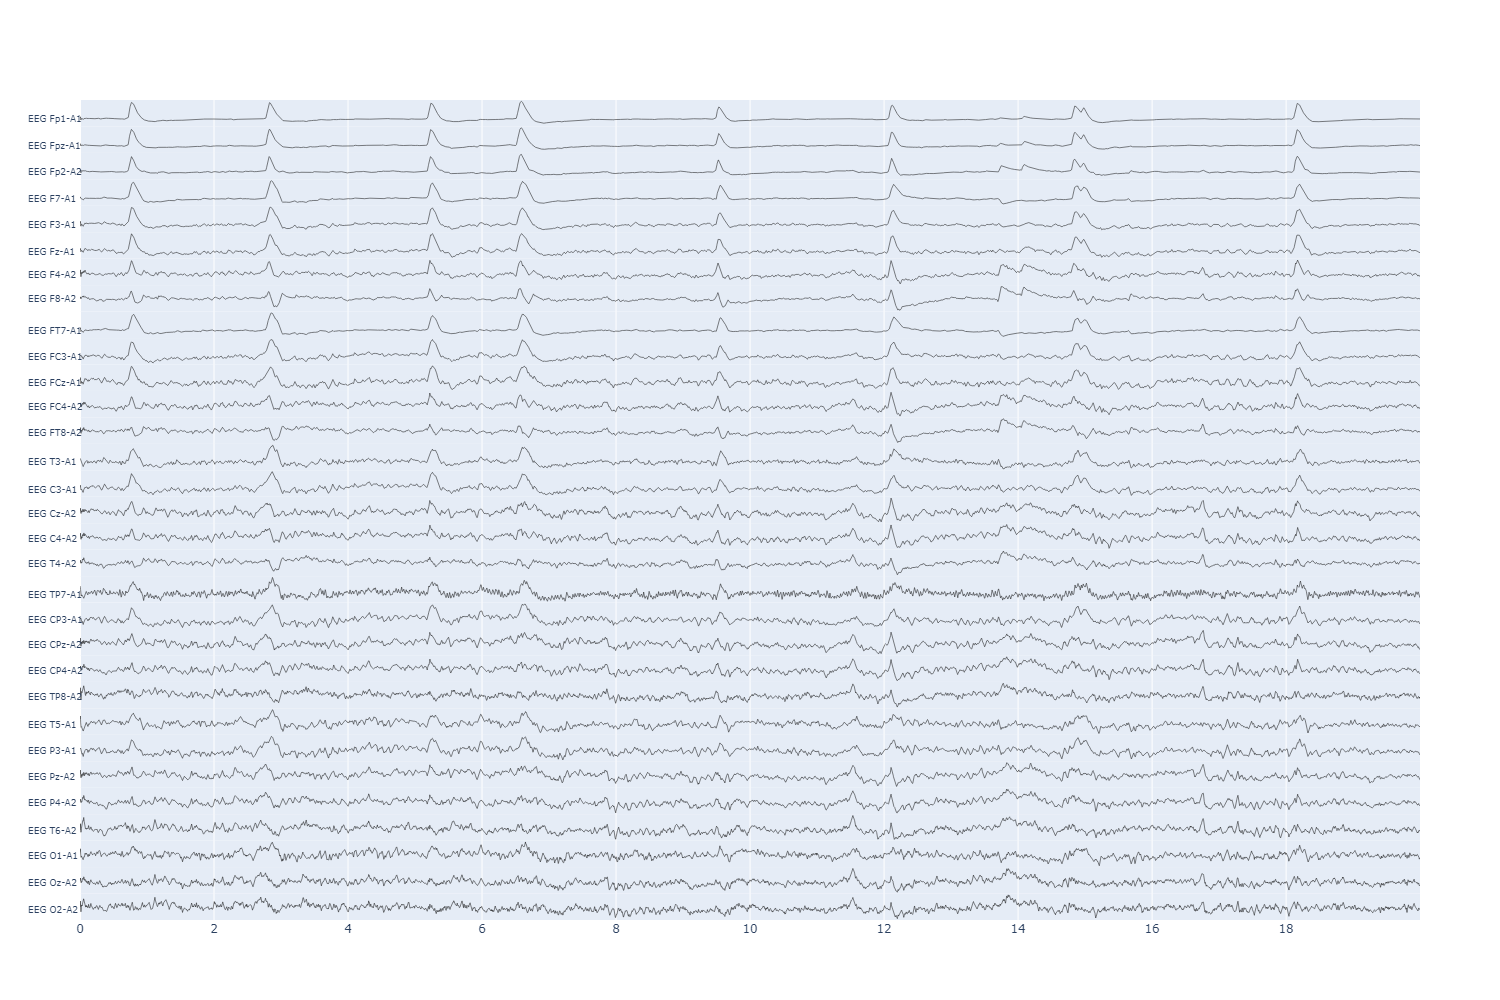 EEG Fp1-A1
EEG Fpz-A1
EEG Fp2-A2
EEG F7-A1
EEG F3-A1
EEG Fz-A1
EEG F4-A2
EEG F8-A2
EEG FT7-A1
EEG FC3-A1
EEG FCz-A1
EEG FC4-A2
EEG FT8-A2
EEG T3-A1
EEG C3-A1
EEG Cz-A2
EEG C4-A2
EEG T4-A2
EEG TP7-A1
EEG CP3-A1
EEG CPz-A2
EEG CP4-A2
EEG TP8-A2
EEG T5-A1
EEG P3-A1
EEG Pz-A2
EEG P4-A2
EEG T6-A2
EEG O1-A1
EEG Oz-A2
EEG O2-A2
0 2 4 6 8 10 12 14 16 18